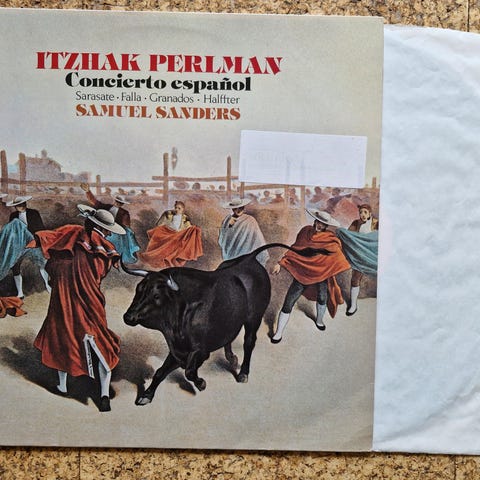 ITZHAK PERLMAN
Concierto español
Sarasate · Falla · Granados · Halffter
SAMUEL SANDERS